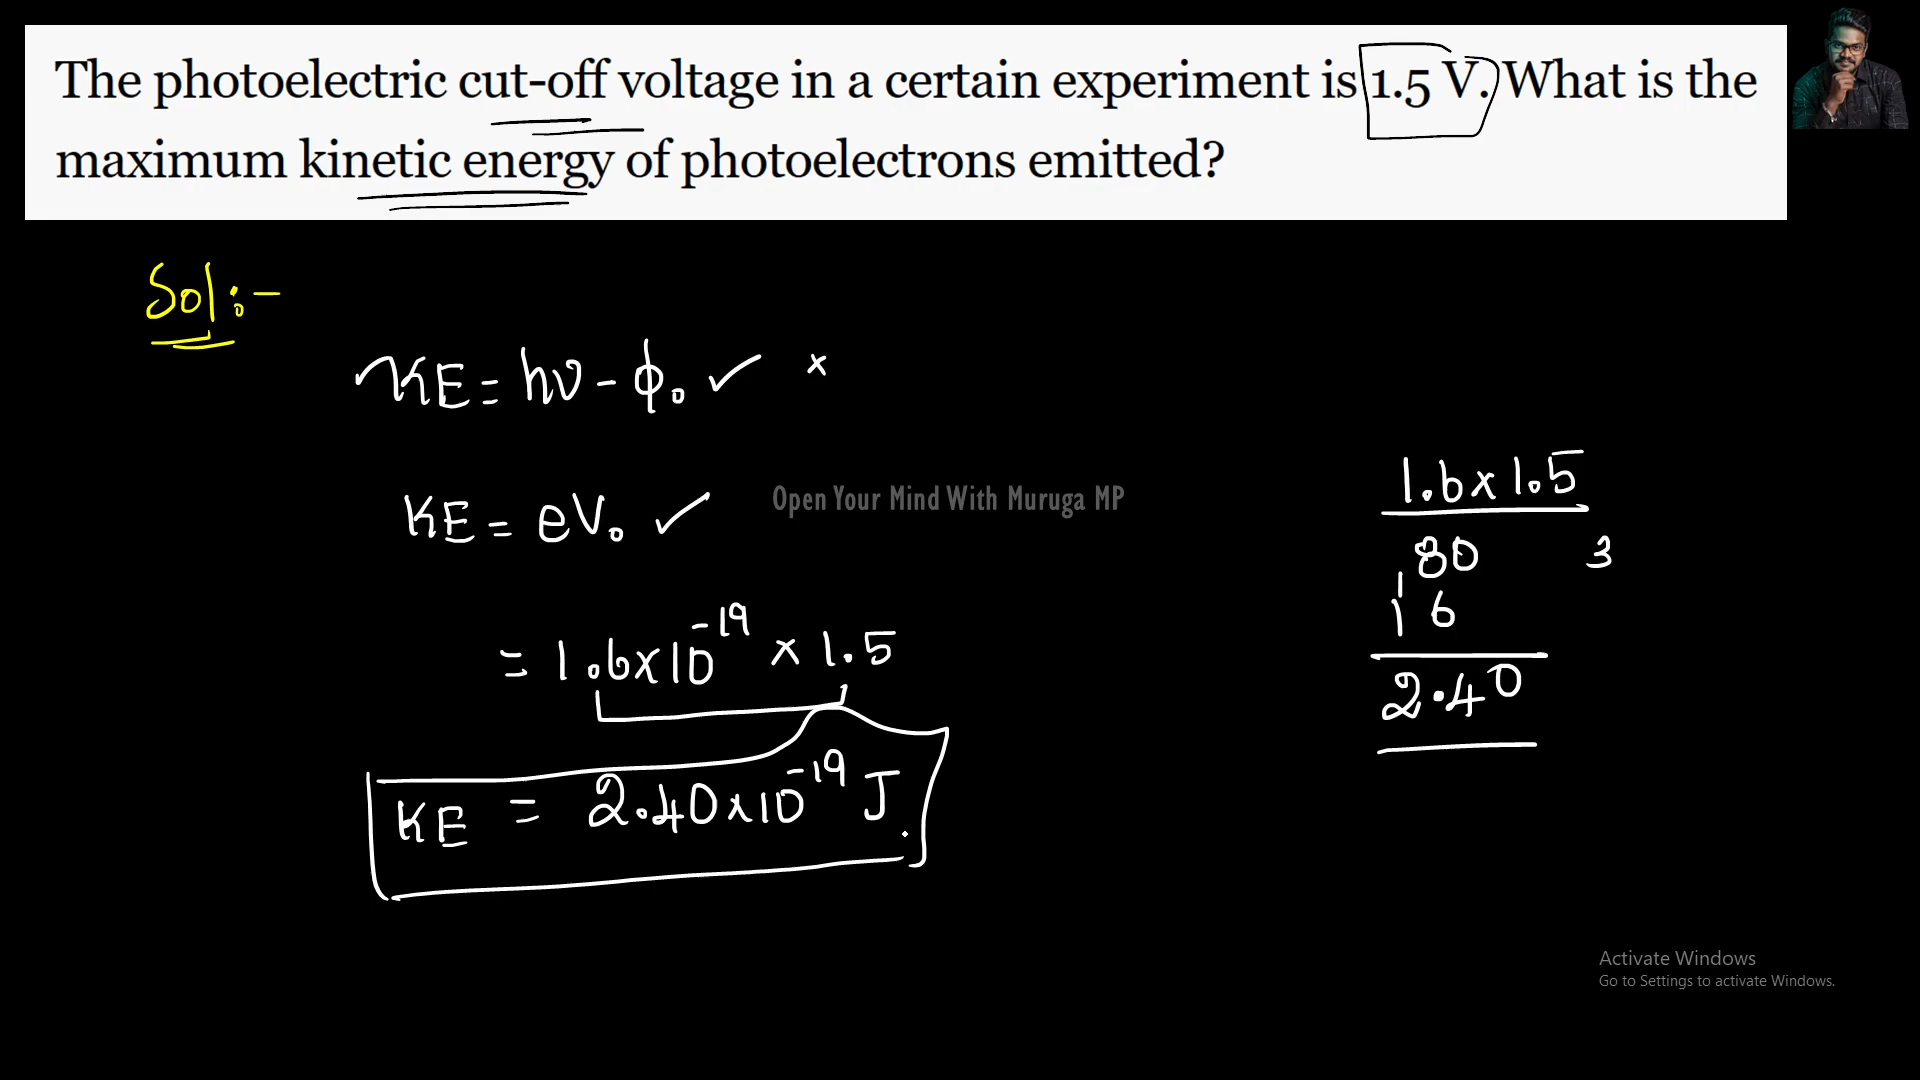 The photoelectric cut-off voltage in a certain experiment is 1.5 V. What is the
maximum kinetic energy of photoelectrons emitted?
Sol:-
KE = hν - ϕ₀ ✓ ×
KE = eV₀ ✓
Open Your Mind With Muruga MP
= 1.6×10⁻¹⁹ × 1.5
KE = 2.40×10⁻¹⁹ J.
1.6×1.5
80 3
1
1 6
2.40
Activate Windows
Go to Settings to activate Windows.